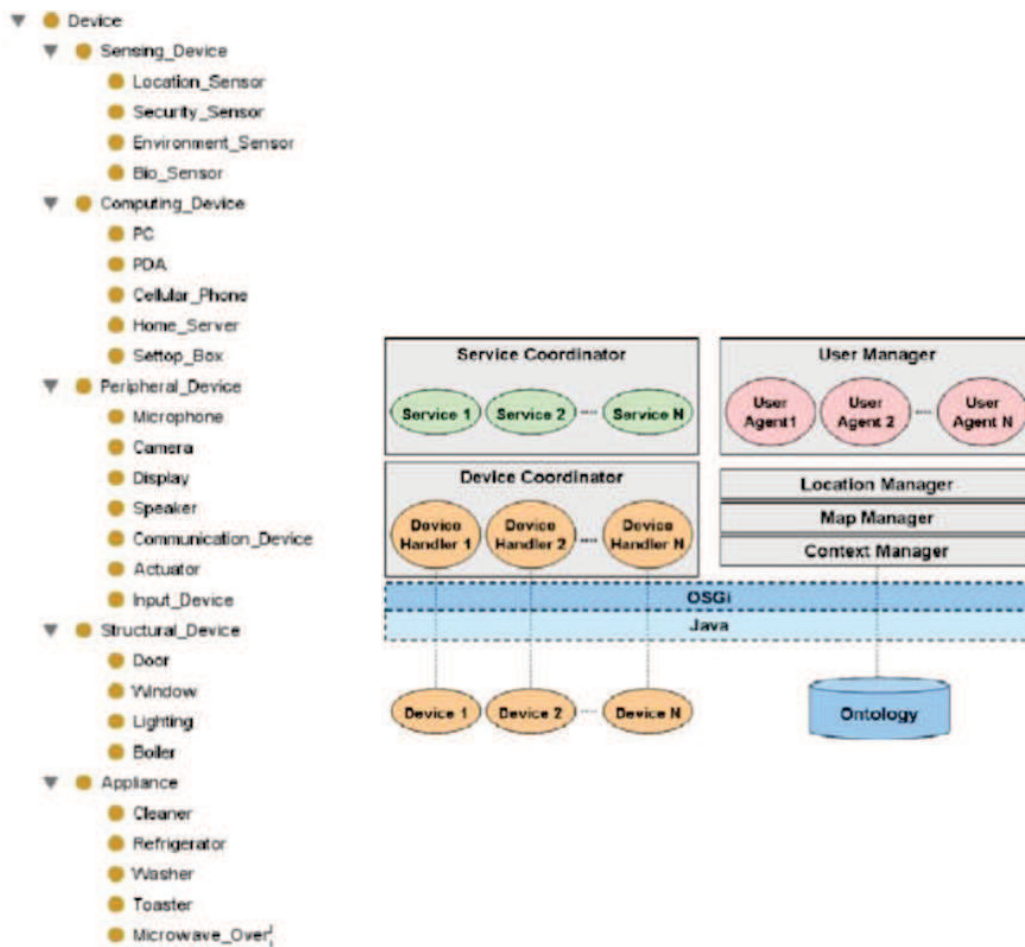 Device
Sensing_Device
Location_Sensor
Security_Sensor
Environment_Sensor
Bio_Sensor
Computing_Device
PC
PDA
Cellular_Phone
Home_Server
Settop_Box
Peripheral_Device
Microphone
Camera
Display
Speaker
Communication_Device
Actuator
Input_Device
Structural_Device
Door
Window
Lighting
Boiler
Appliance
Cleaner
Refrigerator
Washer
Toaster
Microwave_Over
Service Coordinator
Service 1 Service 2 .... Service N
User Manager
User Agent1 User Agent 2 .... User Agent N
Device Coordinator
Device Handler 1 Device Handler 2 .... Device Handler N
Location Manager
Map Manager
Context Manager
OSGi
Java
Device 1 Device 2 .... Device N
Ontology